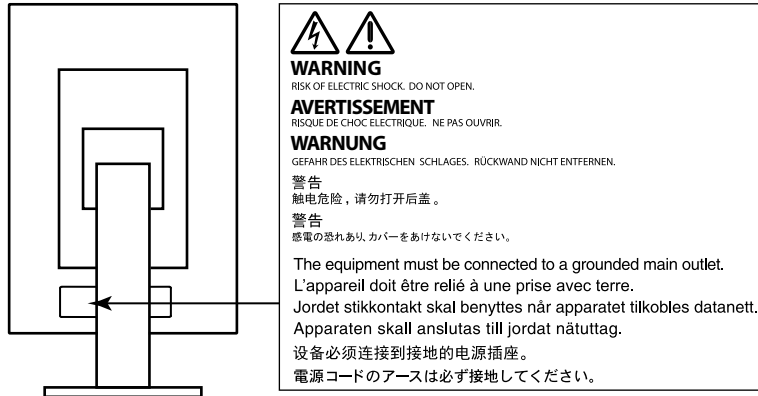 WARNING
RISK OF ELECTRIC SHOCK. DO NOT OPEN.
AVERTISSEMENT
RISQUE DE CHOC ELECTRIQUE. NE PAS OUVRIR.
WARNUNG
GEFAHR DES ELEKTRISCHEN SCHLAGES. RÜCKWAND NICHT ENTFERNEN.
警告
触电危险，请勿打开后盖。
警告
感電の恐れあり、カバーをあけないでください。
The equipment must be connected to a grounded main outlet.
L'appareil doit être relié à une prise avec terre.
Jordet stikkontakt skal benyttes når apparatet tilkobles datanett.
Apparaten skall anslutas till jordat nätuttag.
设备必须连接到接地的电源插座。
電源コードのアースは必ず接地してください。